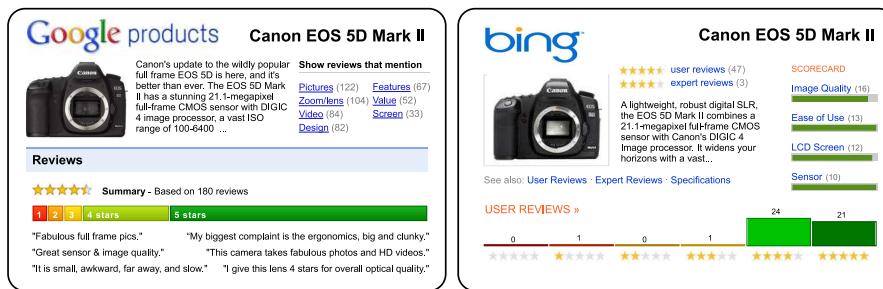 Google products
Canon EOS 5D Mark II
Canon's update to the wildly popular
full frame EOS 5D is here, and it's
better than ever. The EOS 5D Mark
II has a stunning 21.1-megapixel
full-frame CMOS sensor with DIGIC
4 image processor, a vast ISO
range of 100-6400 ...
Show reviews that mention
Pictures (122) Features (67)
Zoom/lens (104) Value (52)
Video (84) Screen (33)
Design (82)
Canon
Reviews
Summary - Based on 180 reviews
1 2 3 4 stars 5 stars
"Fabulous full frame pics." "My biggest complaint is the ergonomics, big and clunky."
"Great sensor & image quality." "This camera takes fabulous photos and HD videos."
"It is small, awkward, far away, and slow." "I give this lens 4 stars for overall optical quality."
bing™
Canon EOS 5D Mark II
user reviews (47)
expert reviews (3)
A lightweight, robust digital SLR,
the EOS 5D Mark II combines a
21.1-megapixel full-frame CMOS
sensor with Canon's DIGIC 4
Image processor. It widens your
horizons with a vast...
SCORECARD
Image Quality (16)
Ease of Use (13)
LCD Screen (12)
Sensor (10)
Canon
See also: User Reviews · Expert Reviews · Specifications
USER REVIEWS »
0 1 0 1 24 21